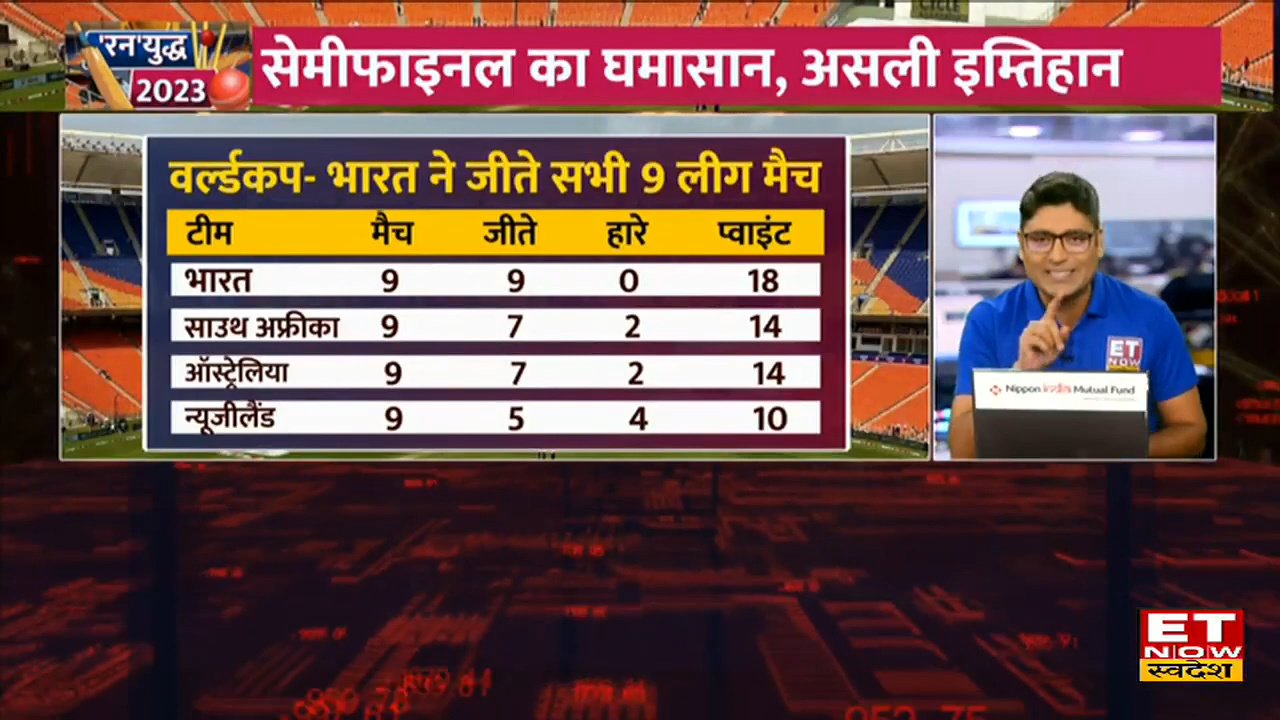 'रन'युद्ध
2023
सेमीफाइनल का घमासान, असली इम्तिहान
वर्ल्डकप- भारत ने जीते सभी 9 लीग मैच
टीम मैच जीते हारे प्वाइंट
भारत 9 9 0 18
साउथ अफ्रीका 9 7 2 14
ऑस्ट्रेलिया 9 7 2 14
न्यूजीलैंड 9 5 4 10
ET
NOW
Nippon india Mutual Fund
ET
NOW
स्वदेश